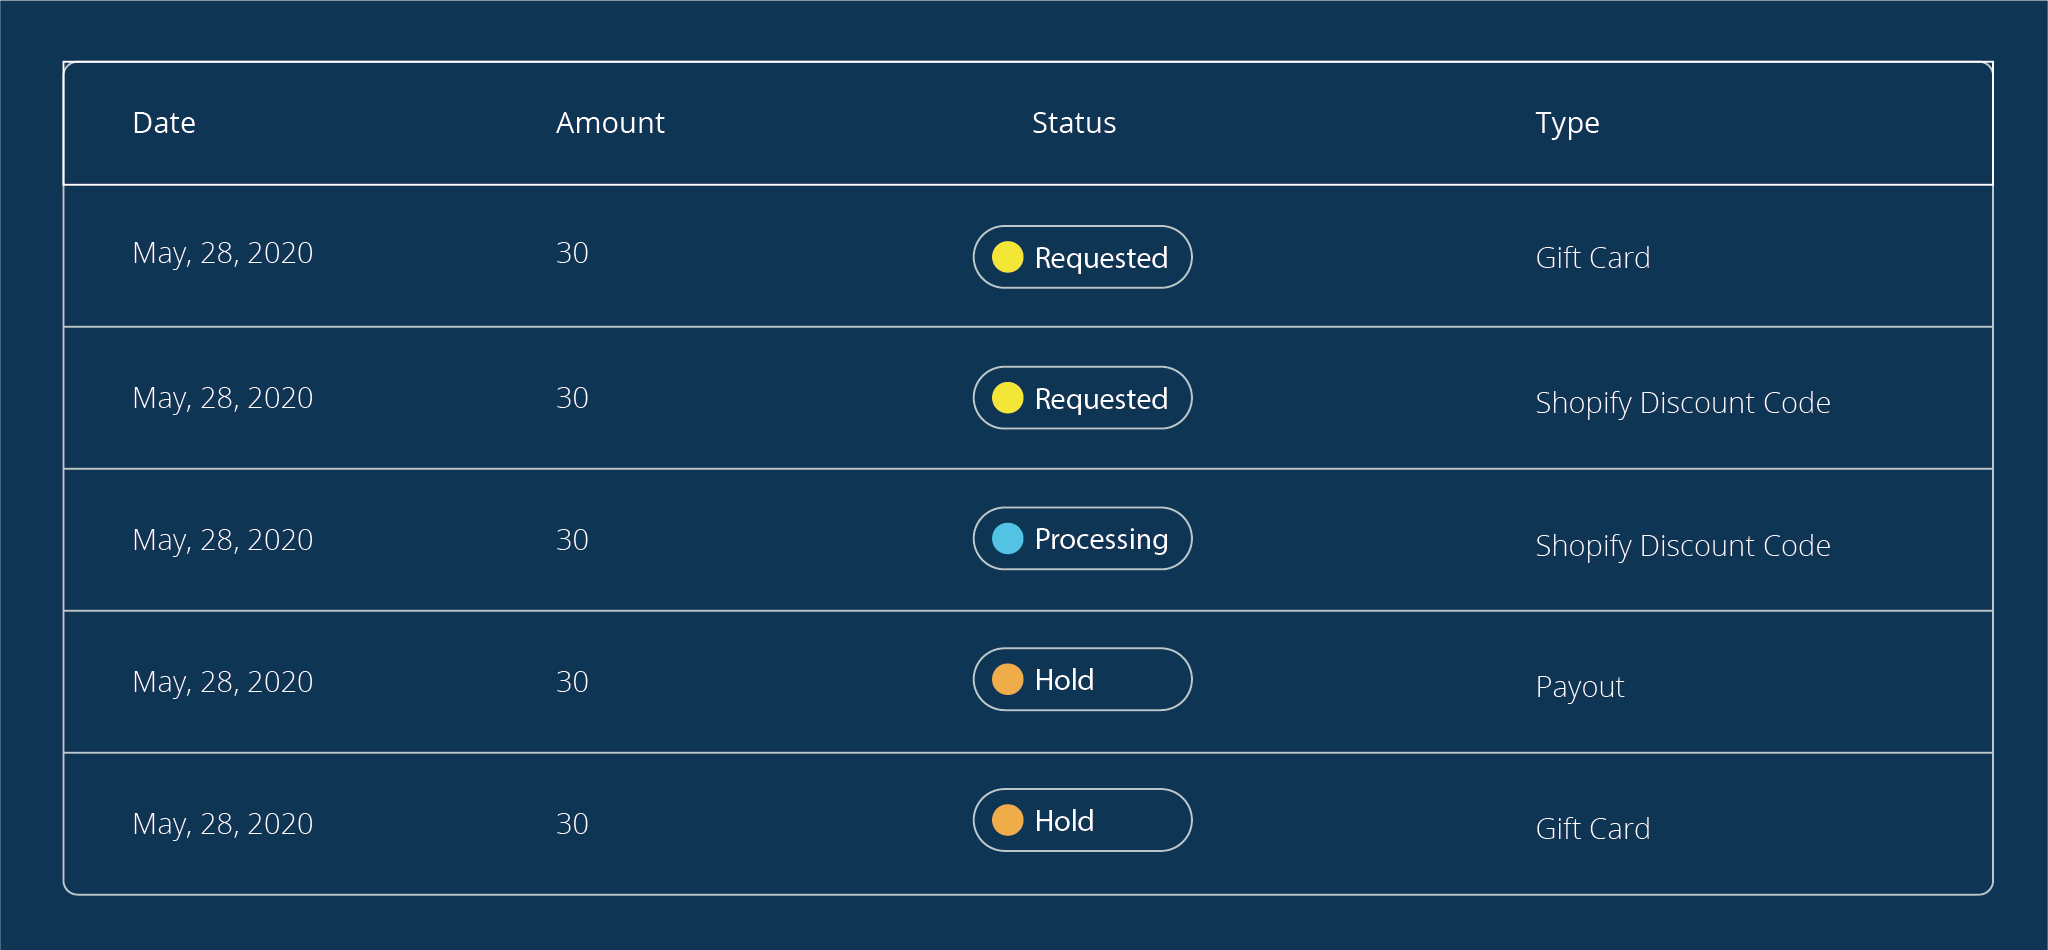 Date Amount Status Type
May, 28, 2020 30 Requested Gift Card
May, 28, 2020 30 Requested Shopify Discount Code
May, 28, 2020 30 Processing Shopify Discount Code
May, 28, 2020 30 Hold Payout
May, 28, 2020 30 Hold Gift Card